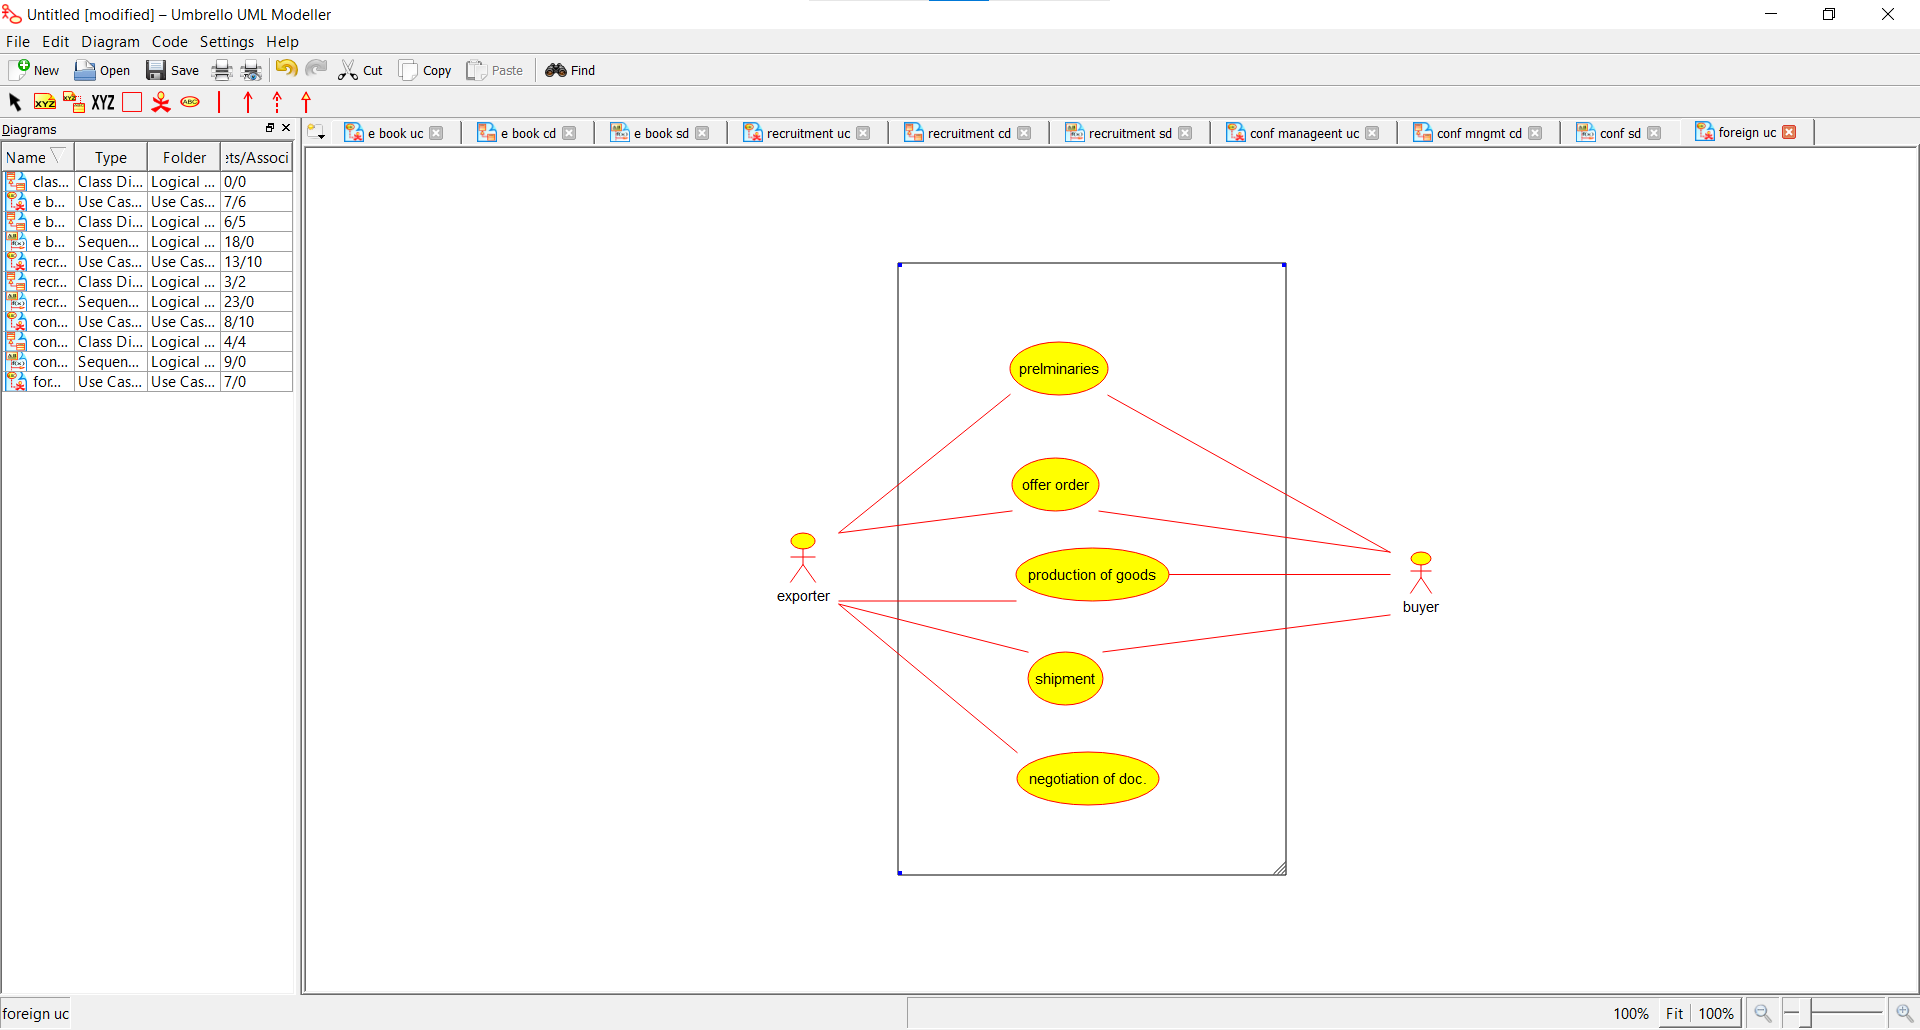 Untitled [modified] – Umbrello UML Modeller
File Edit Diagram Code Settings Help
New Open Save Cut Copy Paste Find
XYZ XYZ XYZ ABC
Diagrams
e book uc e book cd e book sd recruitment uc recruitment cd recruitment sd conf manageent uc conf mngmt cd conf sd foreign uc
Name Type Folder ets/Associ
clas... Class Di... Logical ... 0/0
e b... Use Cas... Use Cas... 7/6
e b... Class Di... Logical ... 6/5
e b... Sequen... Logical ... 18/0
recr... Use Cas... Use Cas... 13/10
recr... Class Di... Logical ... 3/2
recr... Sequen... Logical ... 23/0
con... Use Cas... Use Cas... 8/10
con... Class Di... Logical ... 4/4
con... Sequen... Logical ... 9/0
for... Use Cas... Use Cas... 7/0
prelminaries
offer order
production of goods
exporter
buyer
shipment
negotiation of doc.
foreign uc
100% Fit 100%